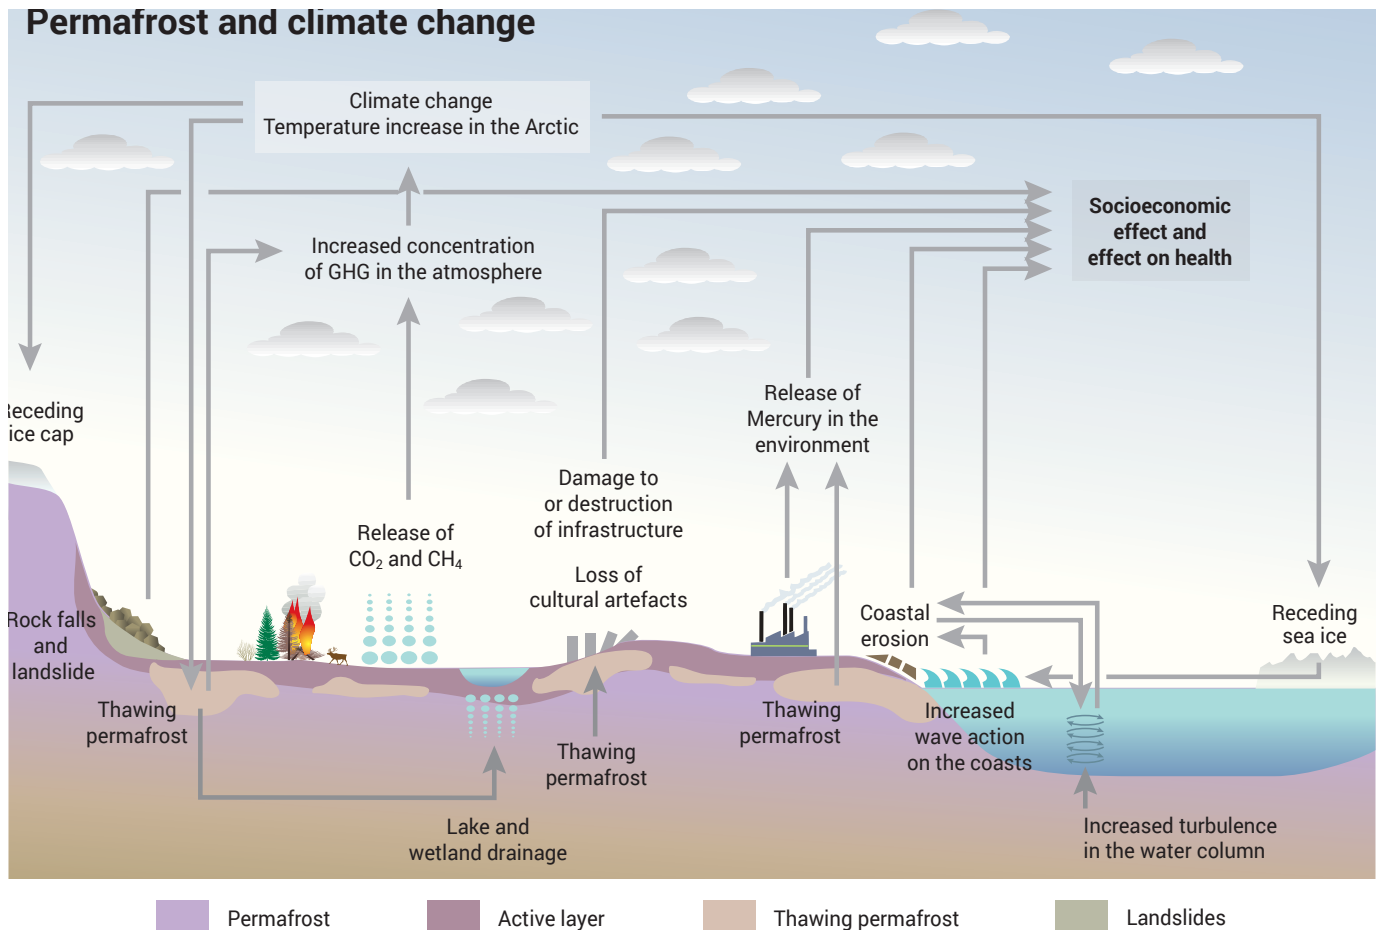 Permafrost and climate change
Climate change
Temperature increase in the Arctic
Socioeconomic
effect and
effect on health
Increased concentration
of GHG in the atmosphere
Receding
ice cap
Release of
Mercury in the
environment
Damage to
or destruction
of infrastructure
Release of
CO₂ and CH₄
Loss of
cultural artefacts
Coastal
erosion
Receding
sea ice
Rock falls
and
landslide
Thawing
permafrost
Thawing
permafrost
Thawing
permafrost
Increased
wave action
on the coasts
Lake and
wetland drainage
Increased turbulence
in the water column
Permafrost
Active layer
Thawing permafrost
Landslides